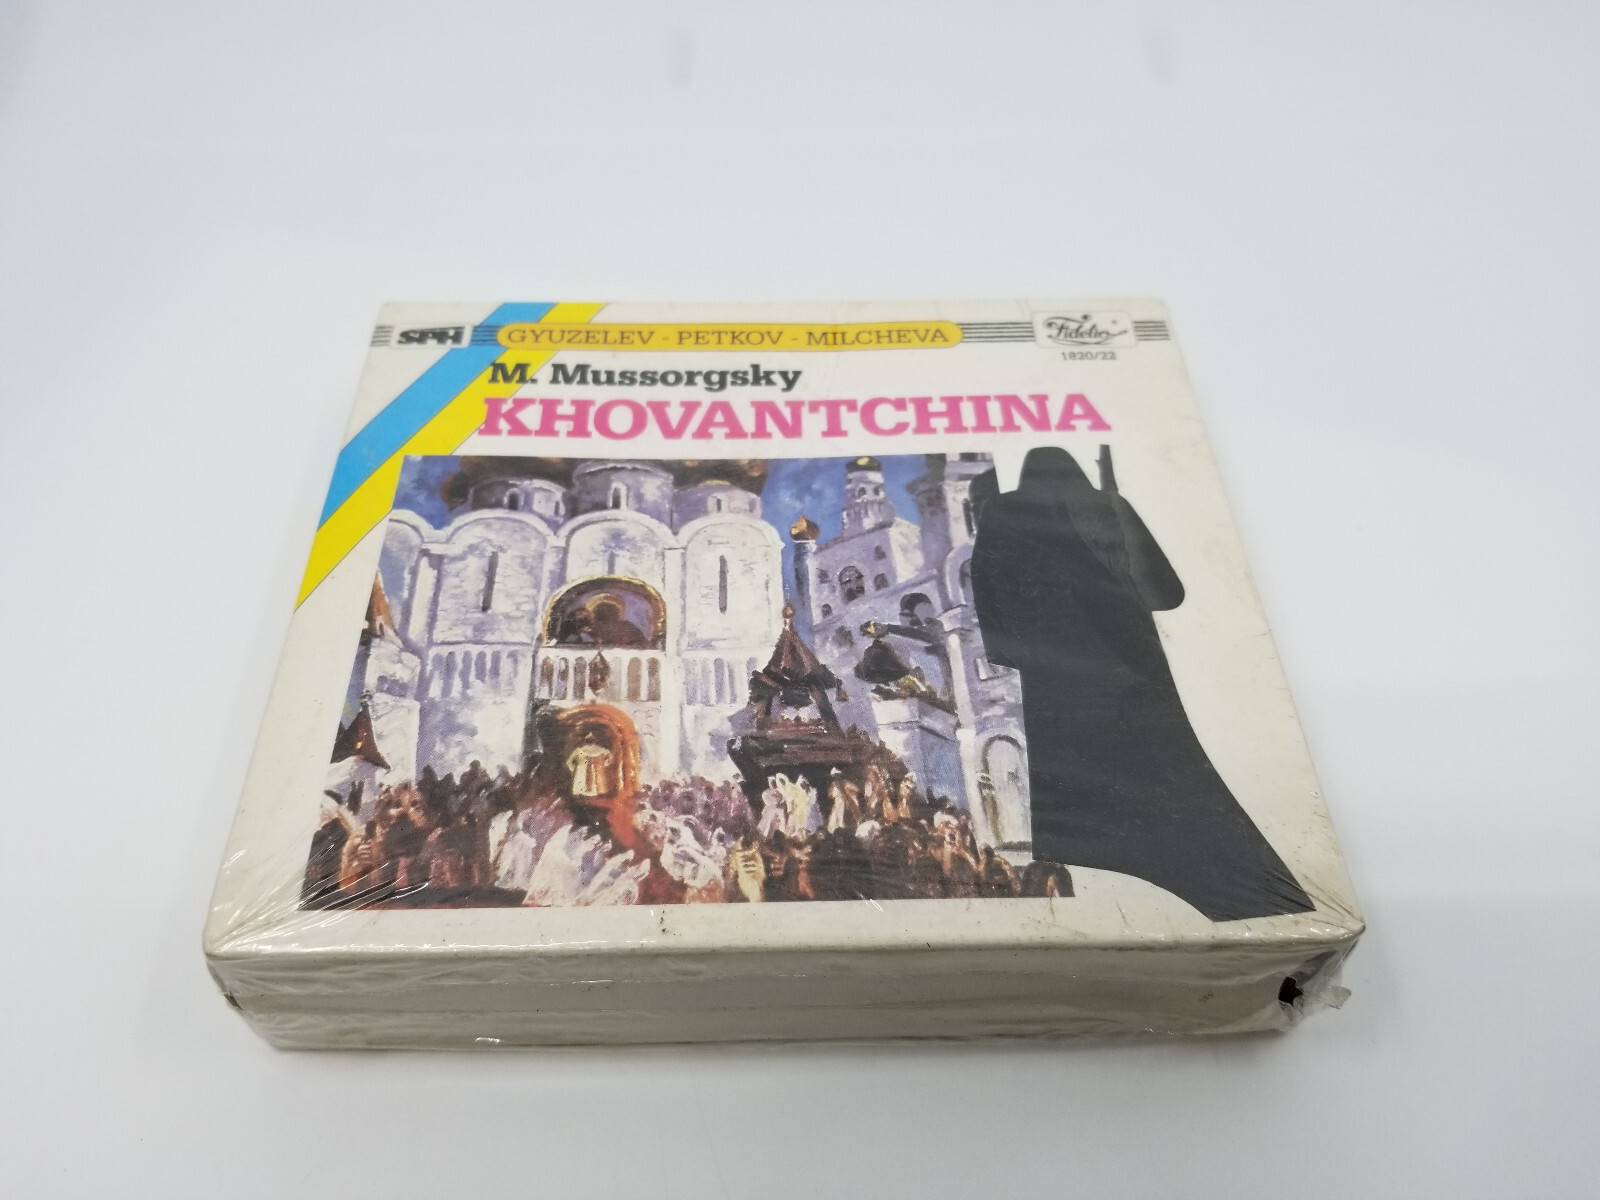 SPH GYUZELEV - PETKOV - MILCHEVA Fidelio
1820/22
M. Mussorgsky
KHOVANTCHINA